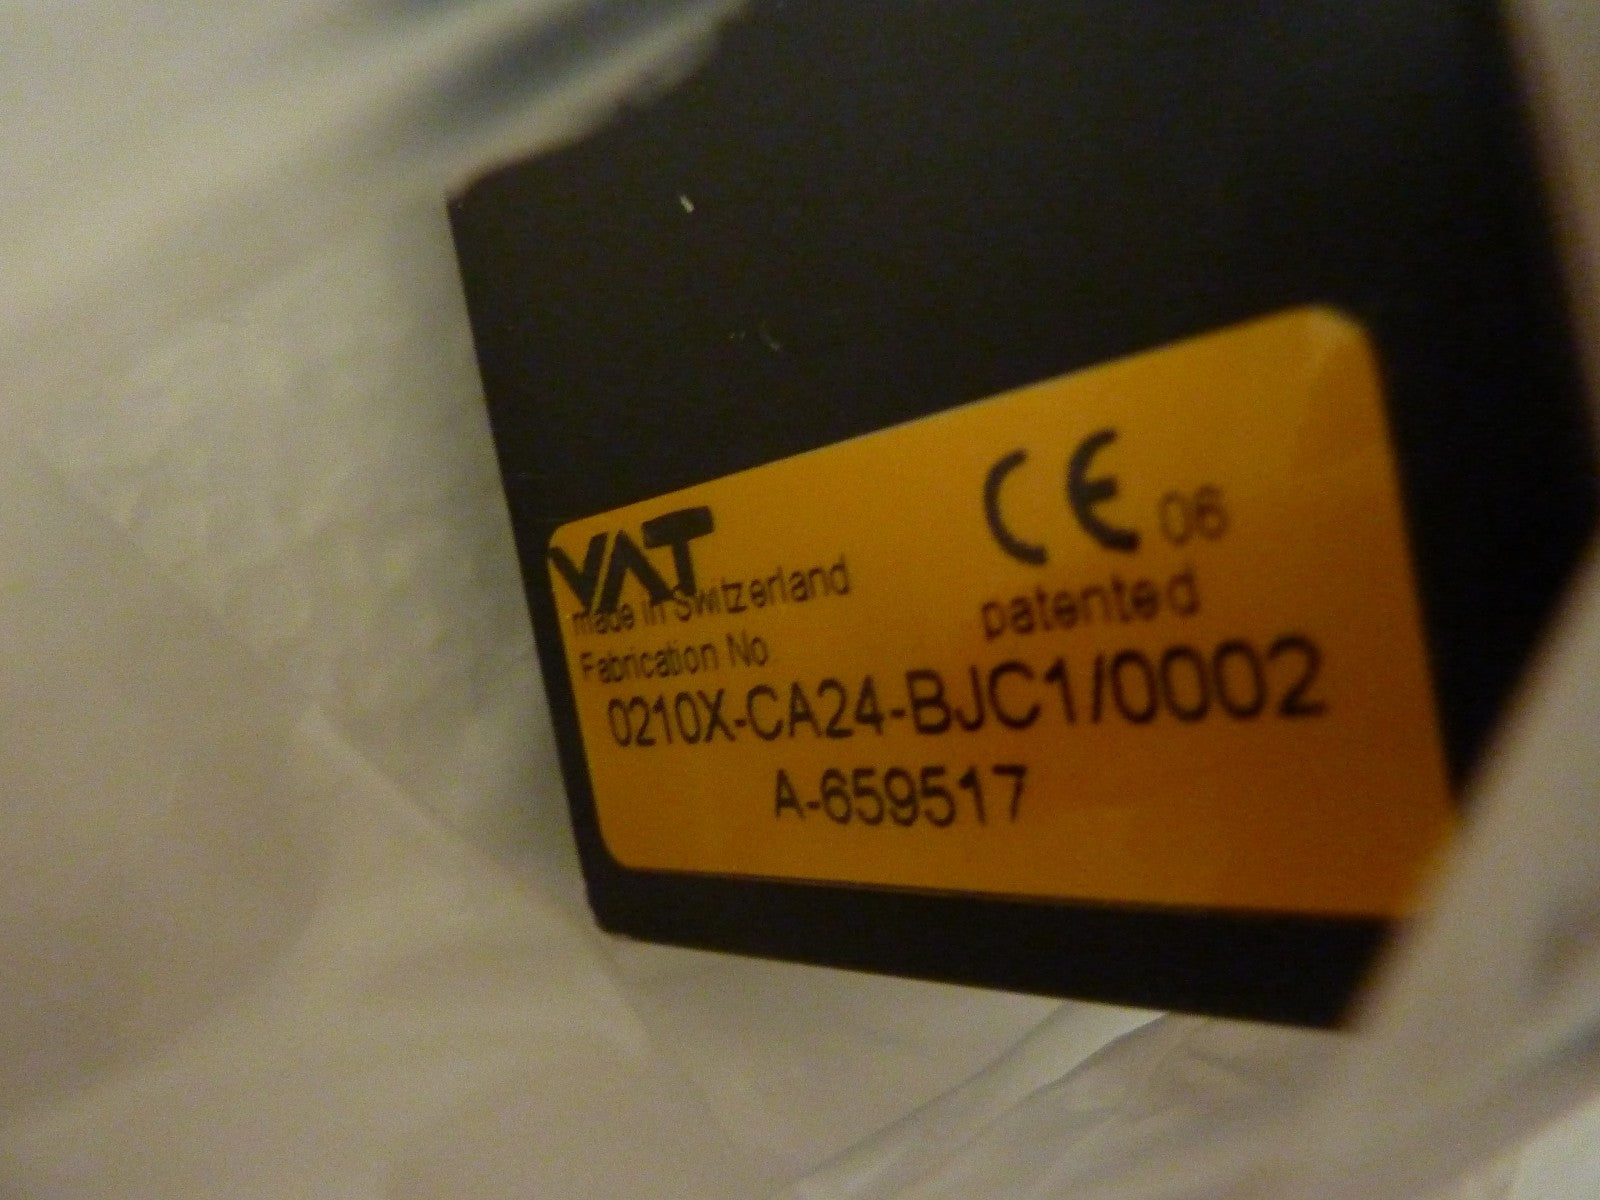 VAT
CE 06
made in Switzerland
patented
Fabrication No.
0210X-CA24-BJC1/0002
A-659517